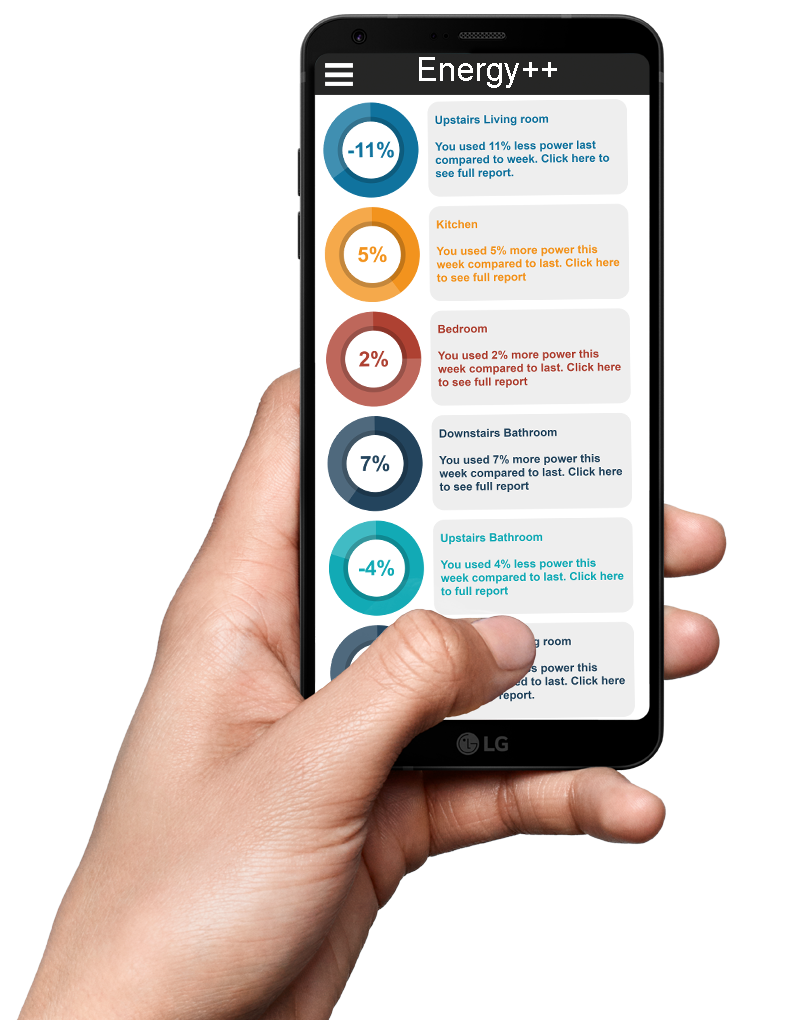 Energy++
-11%
Upstairs Living room
You used 11% less power last
compared to week. Click here to
see full report.
5%
Kitchen
You used 5% more power this
week compared to last. Click here
to see full report
2%
Bedroom
You used 2% more power this
week compared to last. Click here
to see full report
7%
Downstairs Bathroom
You used 7% more power this
week compared to last. Click here
to see full report
-4%
Upstairs Bathroom
You used 4% less power this
week compared to last. Click here
to full report
room
power this
to last. Click here
LG